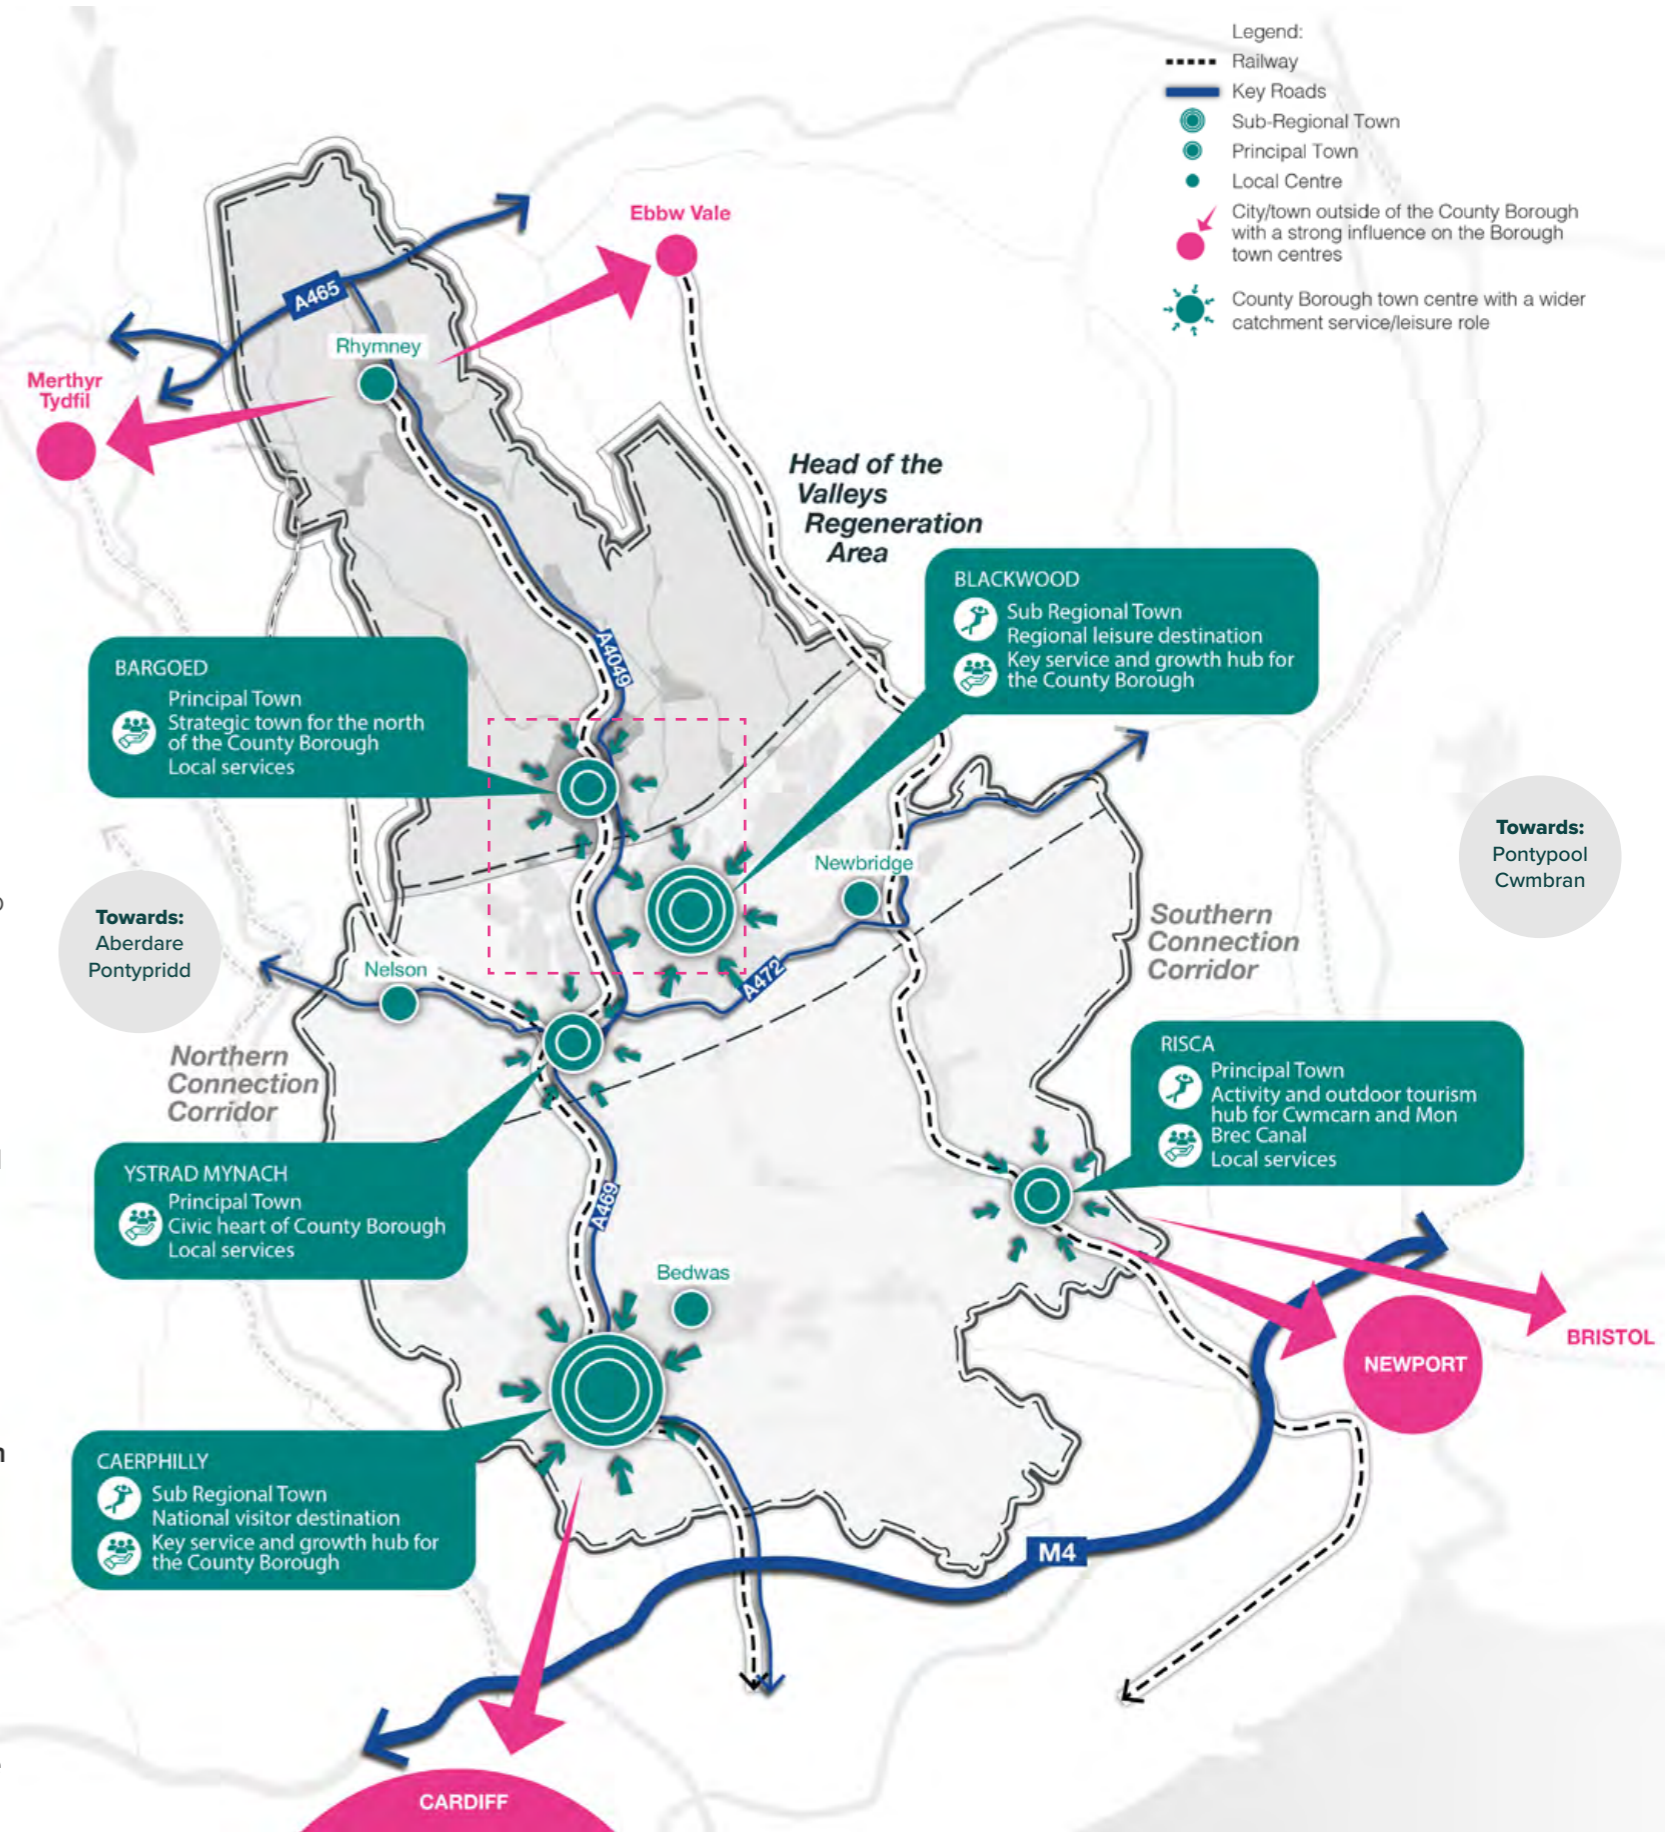 Legend:
Railway
Key Roads
Sub-Regional Town
Principal Town
Local Centre
City/town outside of the County Borough
with a strong influence on the Borough
town centres
County Borough town centre with a wider
catchment service/leisure role
Ebbw Vale
A465
Rhymney
Merthyr
Tydfil
Head of the
Valleys
Regeneration
Area
BLACKWOOD
Sub Regional Town
Regional leisure destination
Key service and growth hub for
the County Borough
A4049
BARGOED
Principal Town
Strategic town for the north
of the County Borough
Local services
Towards:
Pontypool
Cwmbran
Newbridge
Towards:
Aberdare
Pontypridd
Southern
Connection
Corridor
Nelson
A472
Northern
Connection
Corridor
RISCA
Principal Town
Activity and outdoor tourism
hub for Cwmcarn and Mon
Brec Canal
Local services
YSTRAD MYNACH
Principal Town
Civic heart of County Borough
Local services
A469
Bedwas
BRISTOL
NEWPORT
CAERPHILLY
Sub Regional Town
National visitor destination
Key service and growth hub for
the County Borough
M4
CARDIFF